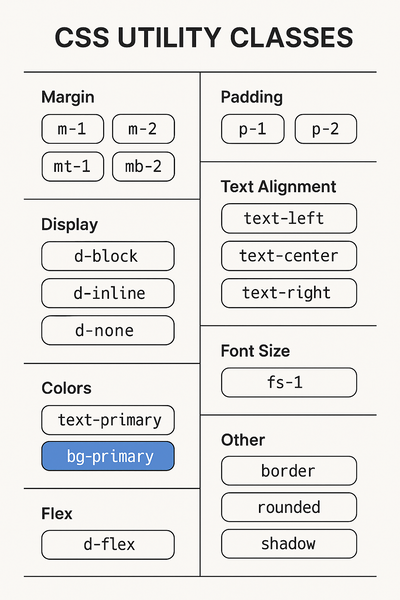 CSS UTILITY CLASSES
Margin
m-1 m-2
mt-1 mb-2
Display
d-block
d-inline
d-none
Colors
text-primary
bg-primary
Flex
d-flex
Padding
p-1 p-2
Text Alignment
text-left
text-center
text-right
Font Size
fs-1
Other
border
rounded
shadow